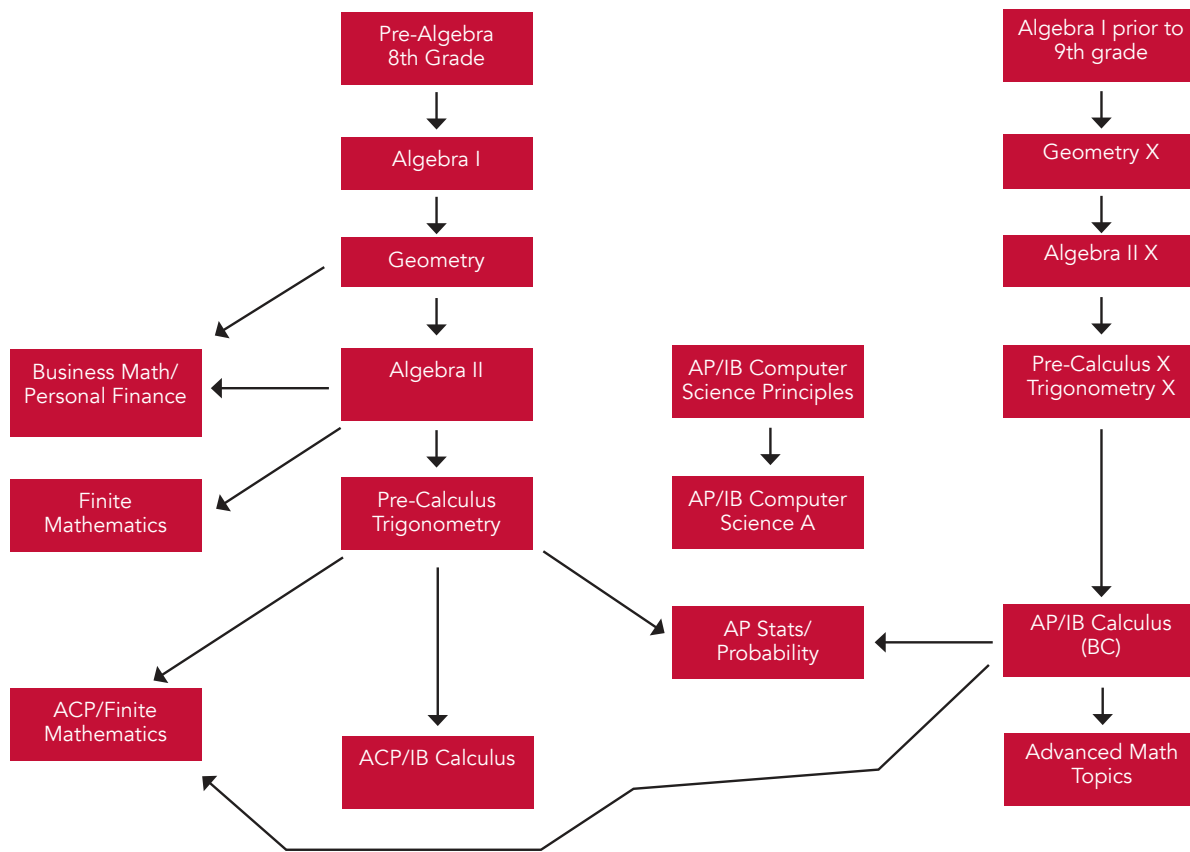 Pre-Algebra
8th Grade
Algebra I prior to
9th grade
Algebra I
Geometry X
Geometry
Algebra II X
Business Math/
Personal Finance
Algebra II
AP/IB Computer
Science Principles
Pre-Calculus X
Trigonometry X
Finite
Mathematics
Pre-Calculus
Trigonometry
AP/IB Computer
Science A
AP Stats/
Probability
AP/IB Calculus
(BC)
ACP/Finite
Mathematics
ACP/IB Calculus
Advanced Math
Topics